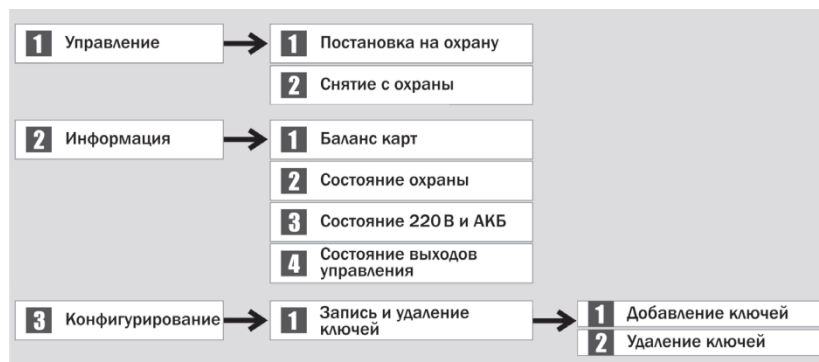 1 Управление
1 Постановка на охрану
2 Снятие с охраны
2 Информация
1 Баланс карт
2 Состояние охраны
3 Состояние 220 В и АКБ
4 Состояние выходов
управления
3 Конфигурирование
1 Запись и удаление
ключей
1 Добавление ключей
2 Удаление ключей